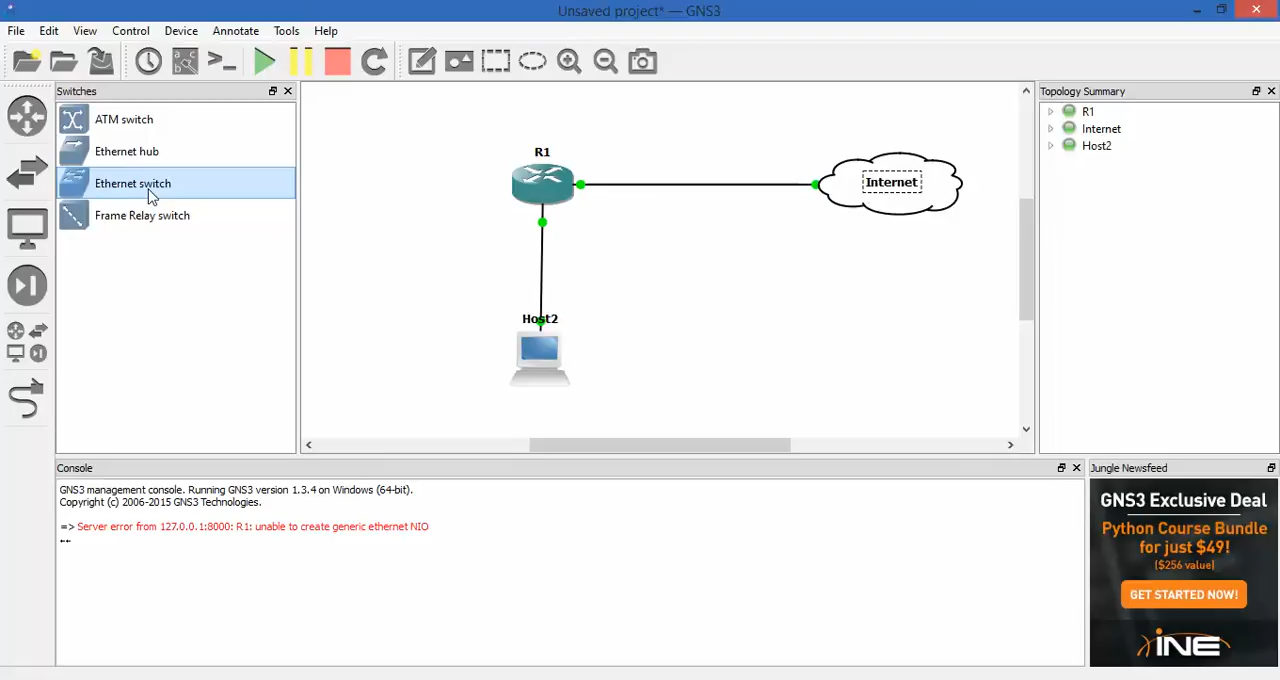 Unsaved project* — GNS3
File Edit View Control Device Annotate Tools Help
Switches
ATM switch
Ethernet hub
Ethernet switch
Frame Relay switch
R1
Internet
Host2
Topology Summary
R1
Internet
Host2
Console
GNS3 management console. Running GNS3 version 1.3.4 on Windows (64-bit).
Copyright (c) 2006-2015 GNS3 Technologies.
=> Server error from 127.0.0.1:8000: R1: unable to create generic ethernet NIO
Jungle Newsfeed
GNS3 Exclusive Deal
Python Course Bundle
for just $49!
($256 value)
GET STARTED NOW!
INE